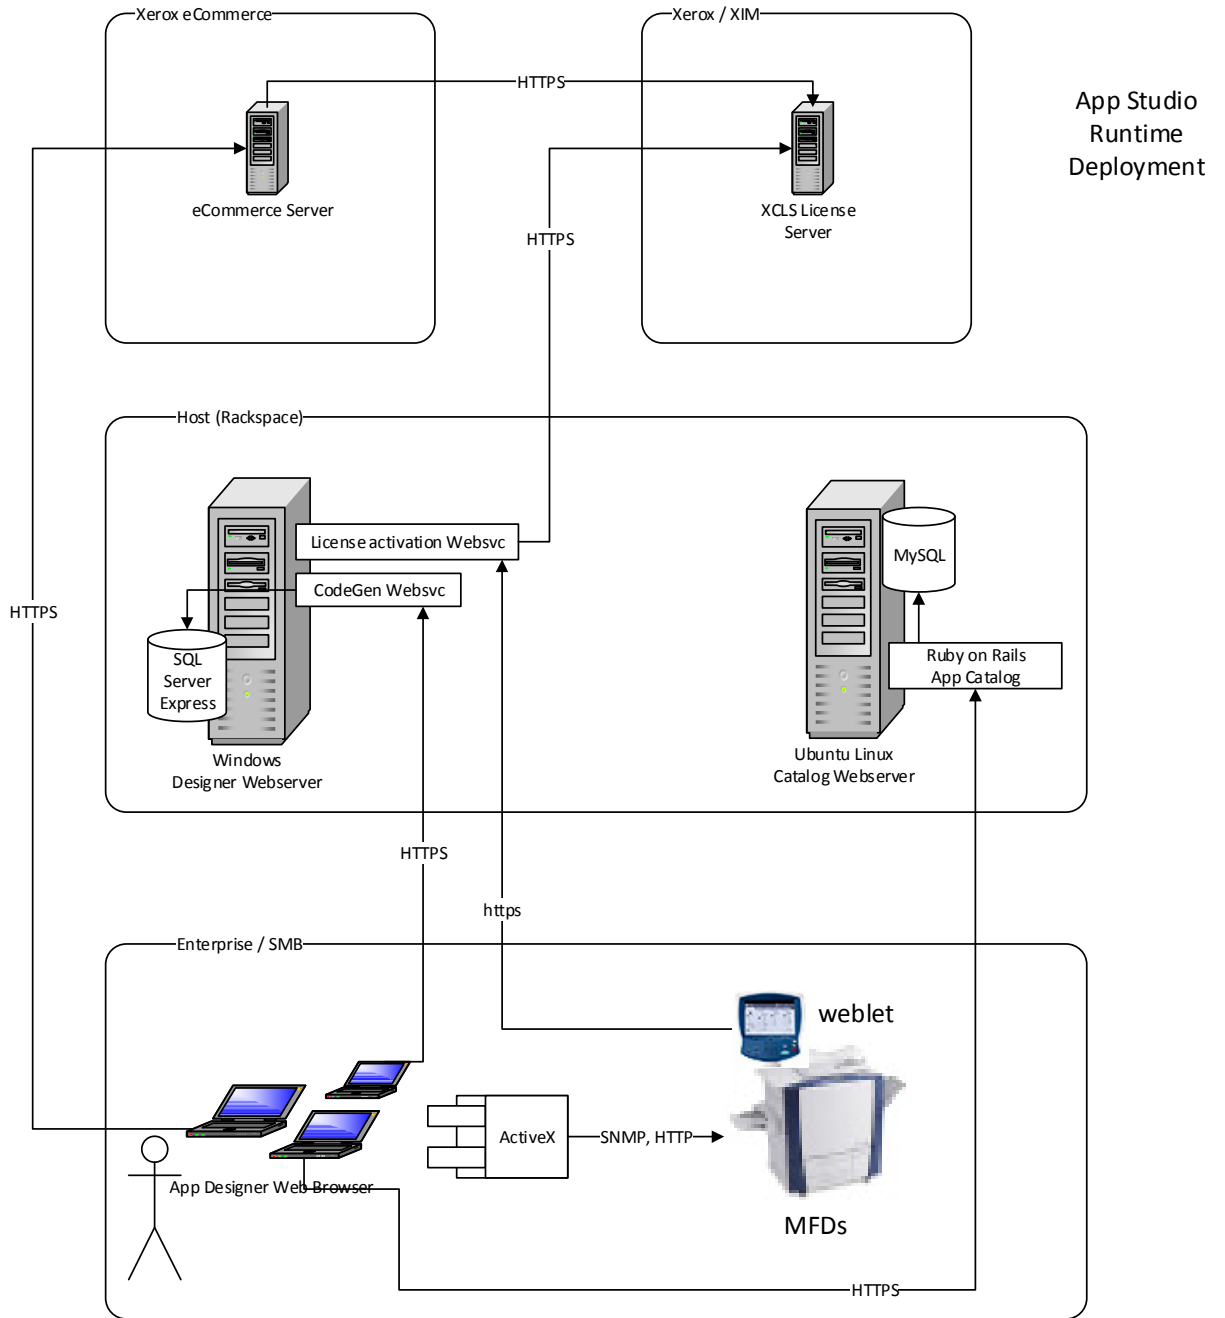 Xerox eCommerce
Xerox / XIM
HTTPS
App Studio
Runtime
Deployment
eCommerce Server
XCLS License
Server
HTTPS
Host (Rackspace)
License activation Websvc
MySQL
CodeGen Websvc
HTTPS
SQL
Server
Express
Ruby on Rails
App Catalog
Windows
Designer Webserver
Ubuntu Linux
Catalog Webserver
HTTPS
https
Enterprise / SMB
weblet
ActiveX
SNMP, HTTP
App Designer Web Browser
MFDs
HTTPS